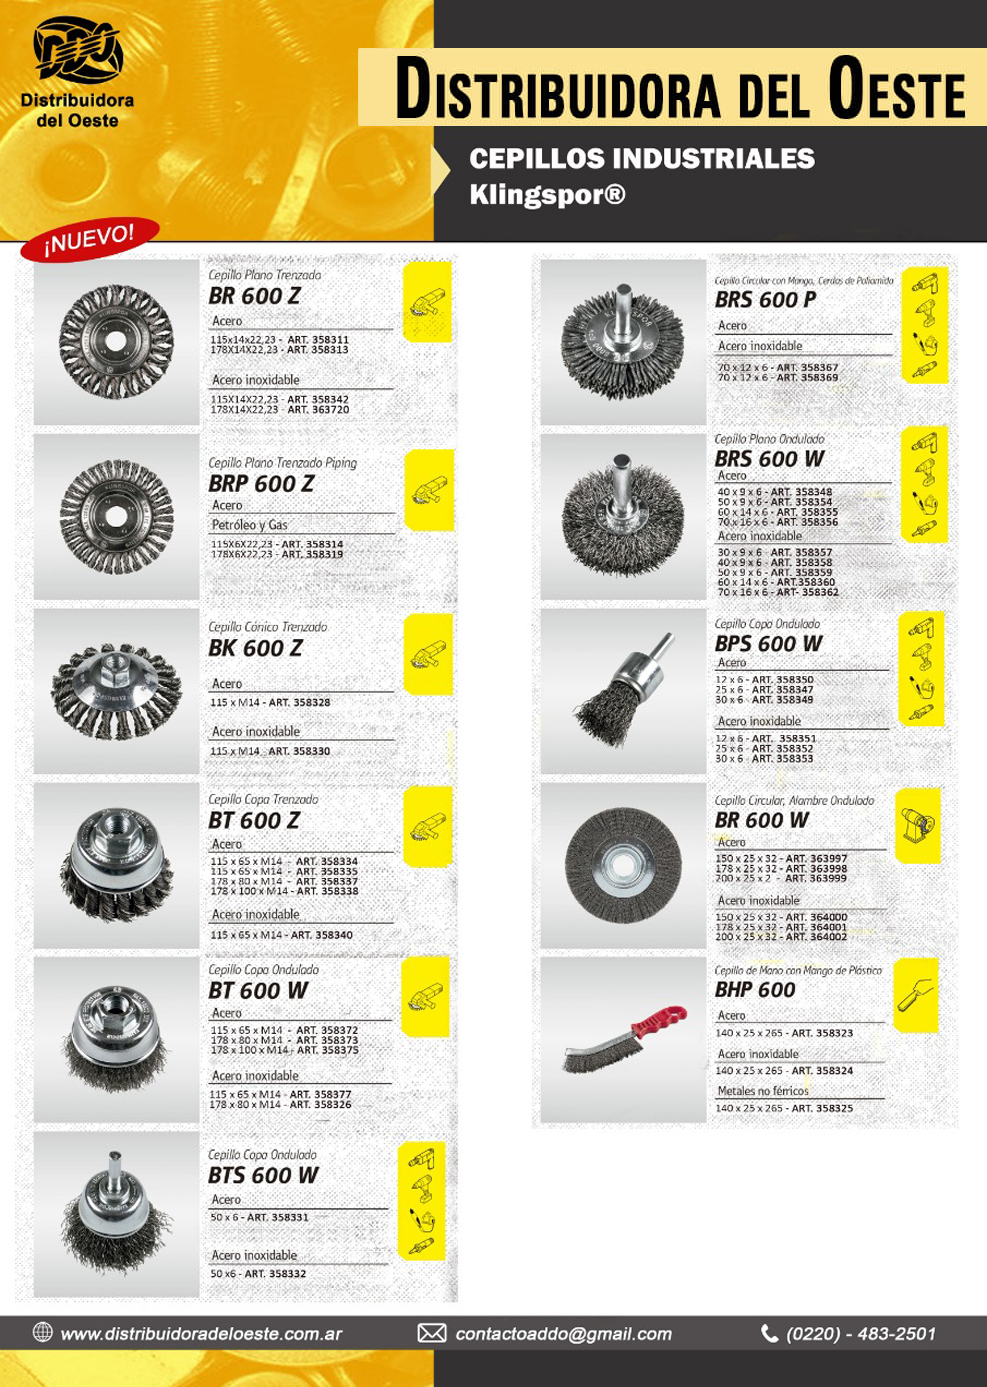 Distribuidora
del Oeste
DISTRIBUIDORA DEL OESTE
CEPILLOS INDUSTRIALES
Klingspor®
¡NUEVO!
Cepillo Plano Trenzado
BR 600 Z
Acero
115x14x22,23 - ART. 358311
178X14X22,23 - ART. 358313
Acero inoxidable
115X14X22,23 - ART. 358342
178X14X22,23 - ART. 363720
Cepillo Plano Trenzado Piping
BRP 600 Z
Acero
Petróleo y Gas
115X6X22,23 - ART. 358314
178X6X22,23 - ART. 358319
Cepillo Cónico Trenzado
BK 600 Z
Acero
115 x M14 - ART. 358328
Acero inoxidable
115 x M14 - ART. 358330
Cepillo Copa Trenzado
BT 600 Z
Acero
115 x 65 x M14 - ART. 358334
115 x 65 x M14 - ART. 358335
178 x 80 x M14 - ART. 358337
178 x 100 x M14 - ART. 358338
Acero inoxidable
115 x 65 x M14 - ART. 358340
Cepillo Copa Ondulado
BT 600 W
Acero
115 x 65 x M14 - ART. 358372
178 x 80 x M14 - ART. 358373
178 x 100 x M14 - ART. 358375
Acero inoxidable
115 x 65 x M14 - ART. 358377
178 x 80 x M14 - ART. 358326
Cepillo Copa Ondulado
BTS 600 W
Acero
50 x 6 - ART. 358331
Acero inoxidable
50 x6 - ART. 358332
Cepillo Circular con Mango, Cerdas de Poliamida
BRS 600 P
Acero
Acero inoxidable
70 x 12 x 6 - ART. 358367
70 x 12 x 6 - ART. 358369
Cepillo Plano Ondulado
BRS 600 W
Acero
40 x 9 x 6 - ART. 358348
50 x 9 x 6 - ART. 358354
60 x 14 x 6 - ART. 358355
70 x 16 x 6 - ART. 358356
Acero inoxidable
30 x 9 x 6 - ART. 358357
40 x 9 x 6 - ART. 358358
50 x 9 x 6 - ART. 358359
60 x 14 x 6 - ART.358360
70 x 16 x 6 - ART- 358362
Cepillo Copa Ondulado
BPS 600 W
Acero
12 x 6 - ART. 358350
25 x 6 - ART. 358347
30 x 6 - ART. 358349
Acero inoxidable
12 x 6 - ART. 358351
25 x 6 - ART. 358352
30 x 6 - ART. 358353
Cepillo Circular, Alambre Ondulado
BR 600 W
Acero
150 x 25 x 32 - ART. 363997
178 x 25 x 32 - ART. 363998
200 x 25 x 2 - ART. 363999
Acero inoxidable
150 x 25 x 32 - ART. 364000
178 x 25 x 32 - ART. 364001
200 x 25 x 32 - ART. 364002
Cepillo de Mano con Mango de Plástico
BHP 600
Acero
140 x 25 x 265 - ART. 358323
Acero inoxidable
140 x 25 x 265 - ART. 358324
Metales no férricos
140 x 25 x 265 - ART. 358325
www.distribuidoradeloeste.com.ar
contactoaddo@gmail.com
(0220) - 483-2501